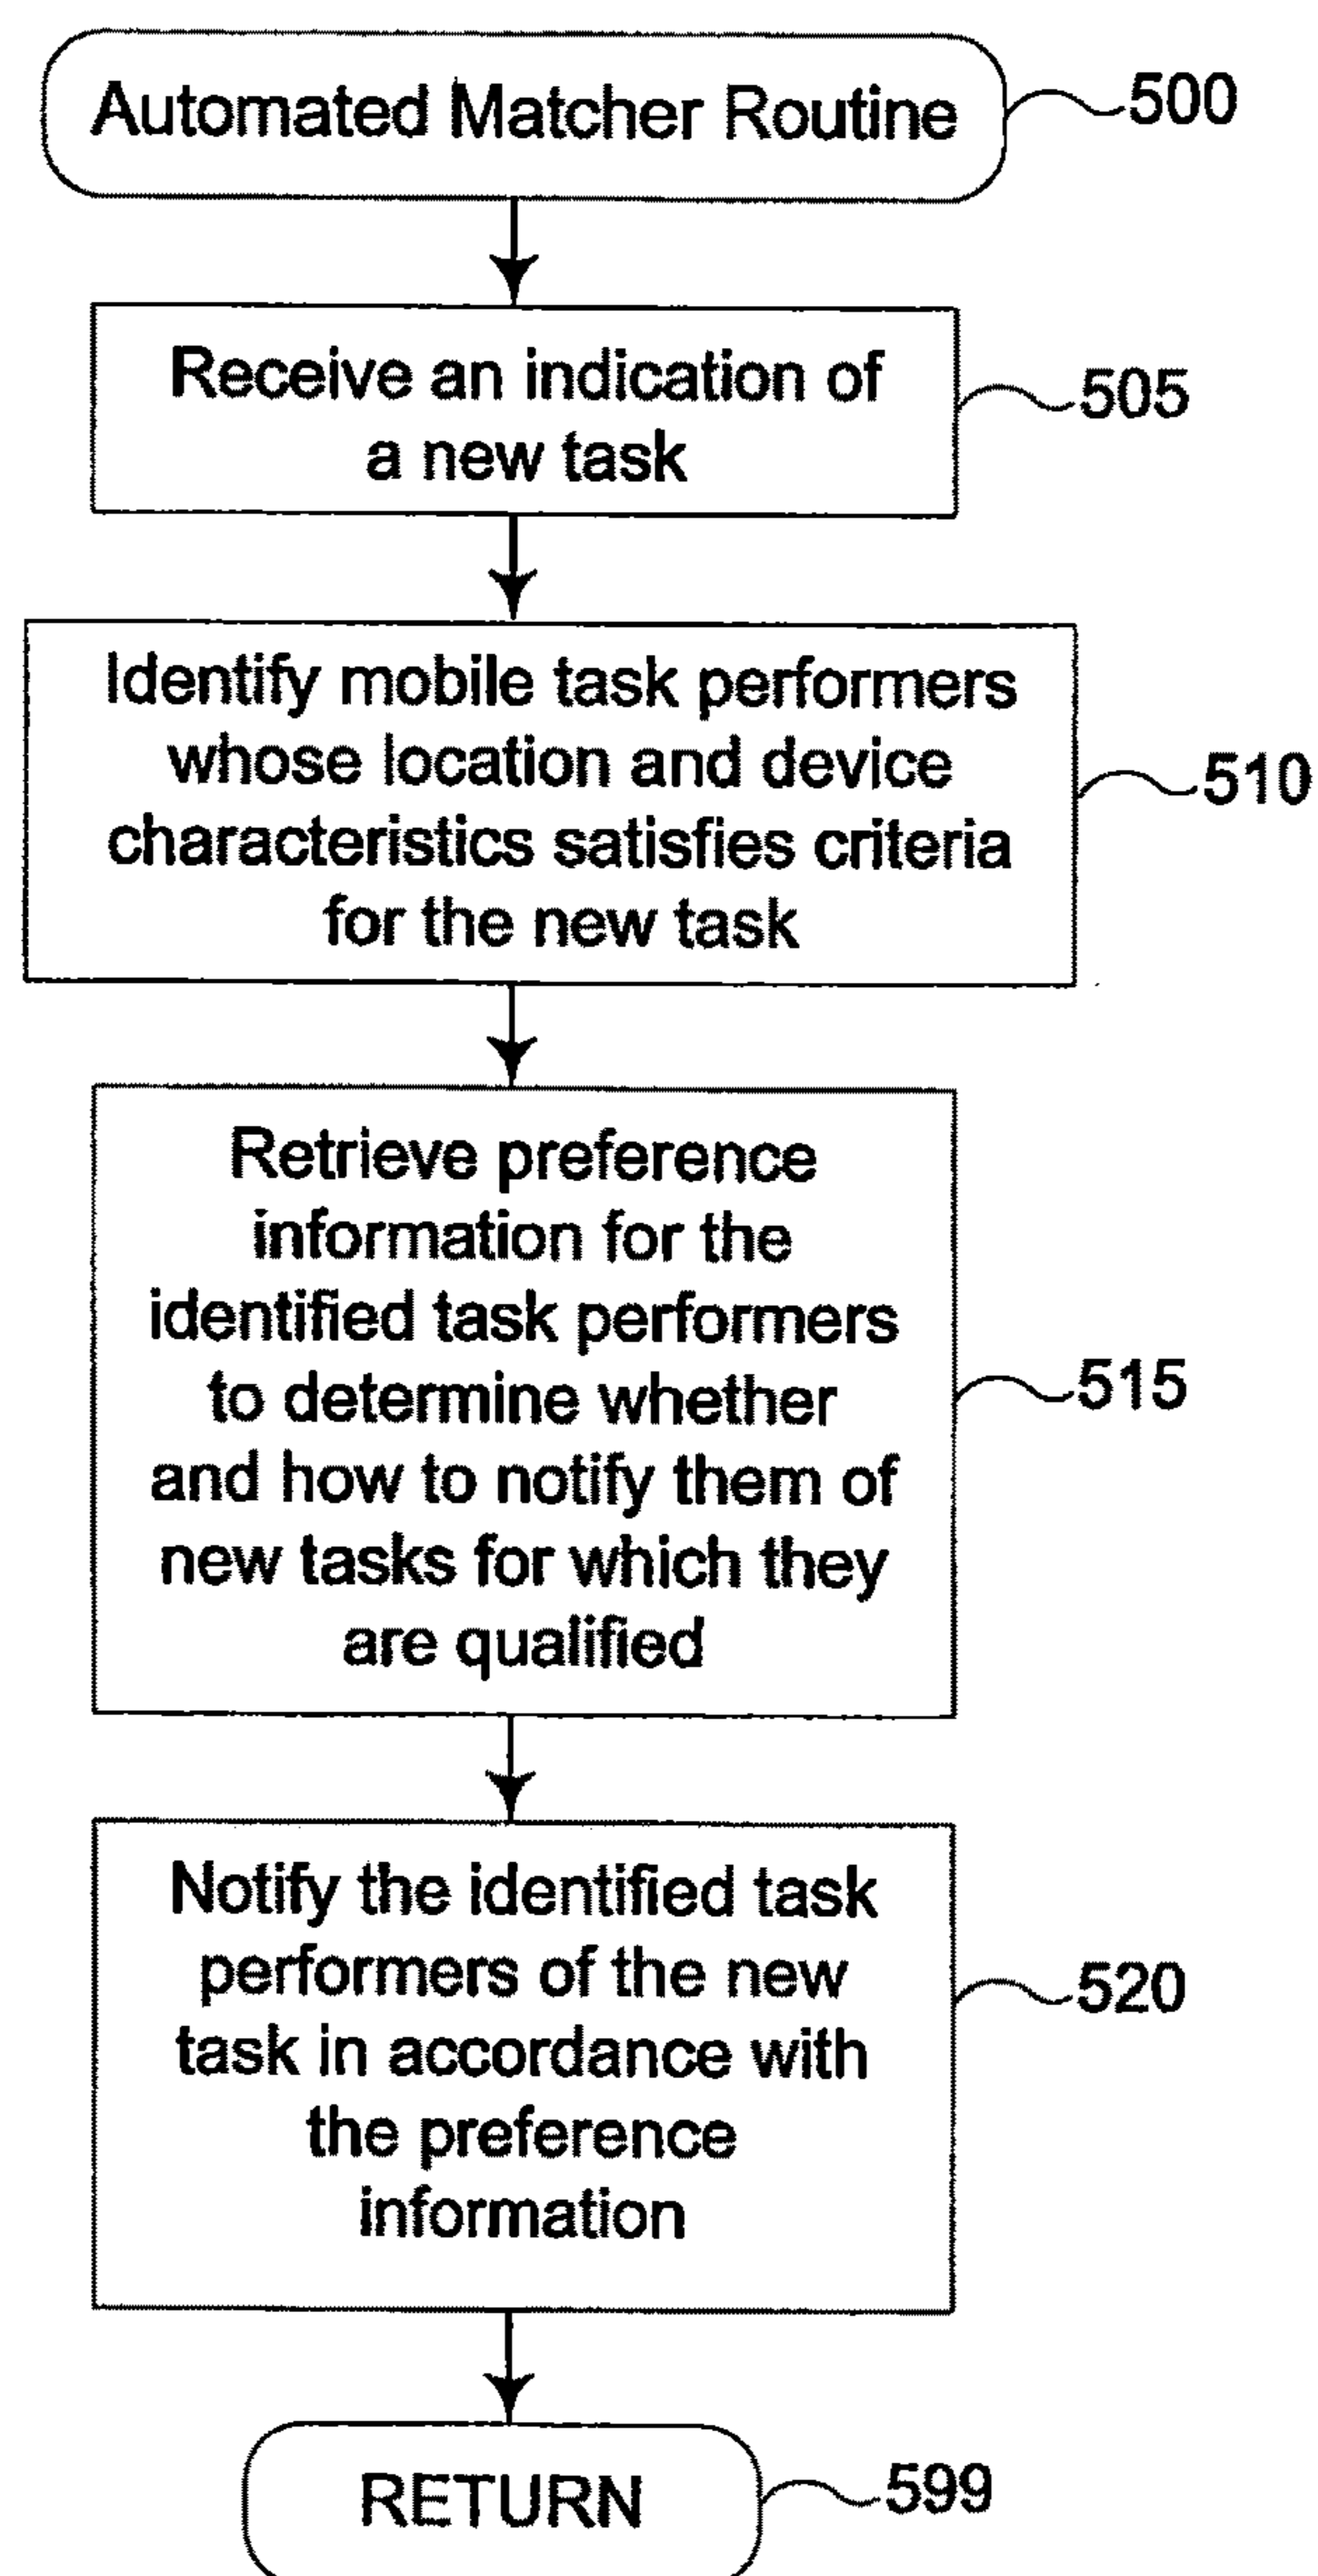 Automated Matcher Routine
500
Receive an indication of
a new task
505
Identify mobile task performers
whose location and device
characteristics satisfies criteria
for the new task
510
Retrieve preference
information for the
identified task performers
to determine whether
and how to notify them of
new tasks for which they
are qualified
515
Notify the identified task
performers of the new
task in accordance with
the preference
information
520
RETURN
599